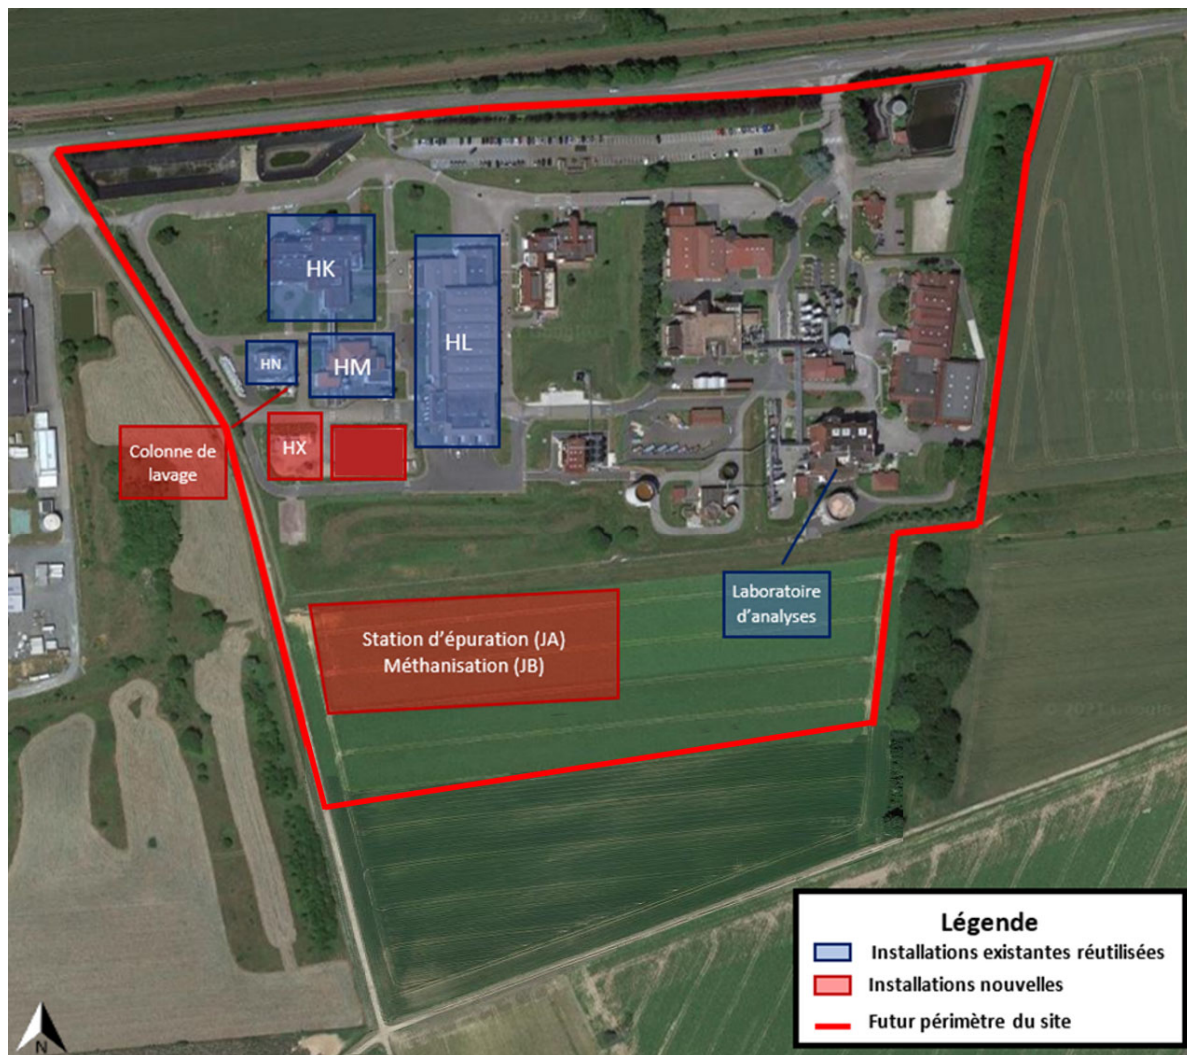 HK
HL
HN
HM
Colonne de
lavage
HX
Laboratoire
d'analyses
Station d'épuration (JA)
Méthanisation (JB)
Légende
Installations existantes réutilisées
Installations nouvelles
Futur périmètre du site
N